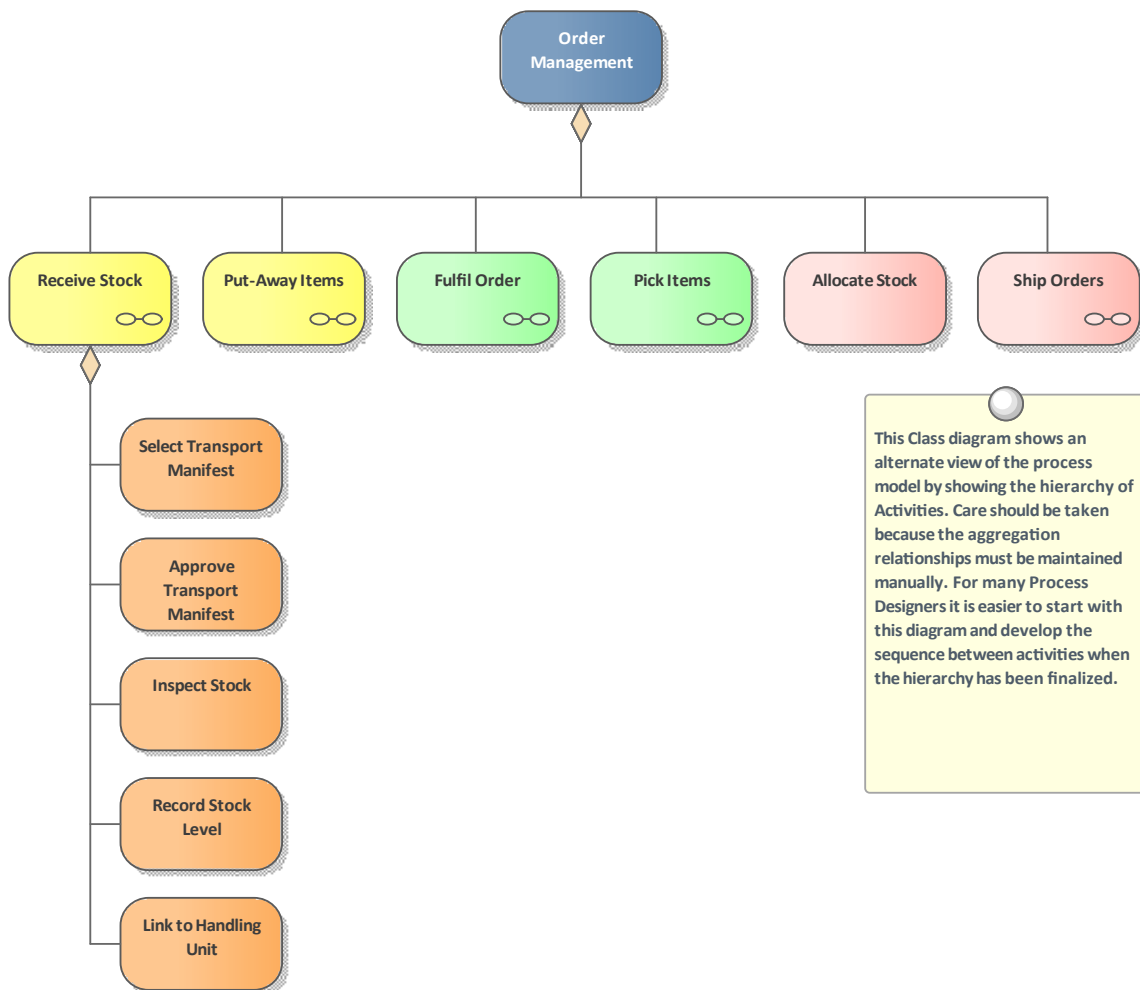 Order
Management
Receive Stock
Put-Away Items
Fulfil Order
Pick Items
Allocate Stock
Ship Orders
Select Transport
Manifest
Approve
Transport
Manifest
Inspect Stock
Record Stock
Level
Link to Handling
Unit
This Class diagram shows an
alternate view of the process
model by showing the hierarchy of
Activities. Care should be taken
because the aggregation
relationships must be maintained
manually. For many Process
Designers it is easier to start with
this diagram and develop the
sequence between activities when
the hierarchy has been finalized.